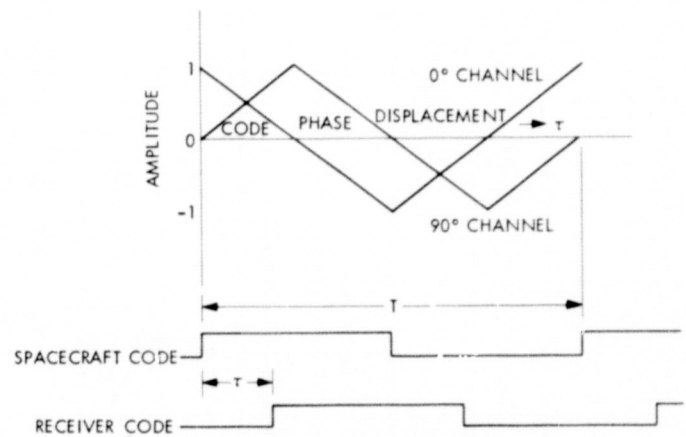 1
0° CHANNEL
AMPLITUDE
CODE PHASE DISPLACEMENT τ
0
-1
90° CHANNEL
T
SPACECRAFT CODE
τ
RECEIVER CODE